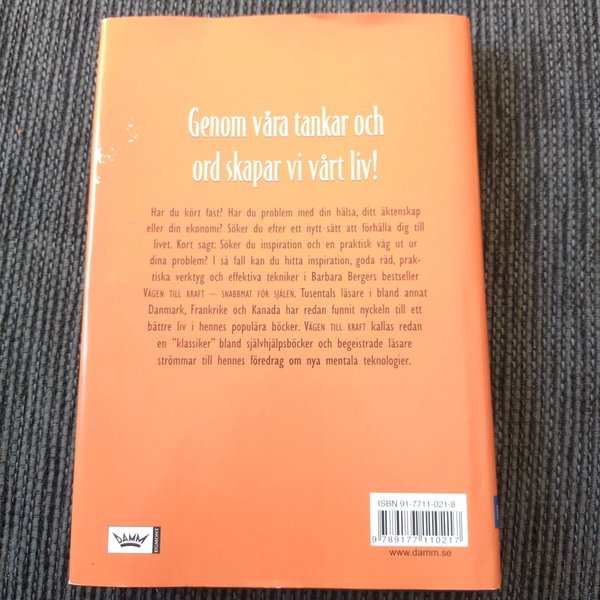 Genom våra tankar och
ord skapar vi vårt liv!
Har du kört fast? Har du problem med din hälsa, ditt äktenskap
eller din ekonomi? Söker du efter ett nytt sätt att förhålla dig till
livet. Kort sagt: Söker du inspiration och en praktisk väg ut ur
dina problem? I så fall kan du hitta inspiration, goda råd, prak-
tiska verktyg och effektiva tekniker i Barbara Bergers bestseller
VÄGEN TILL KRAFT – SNABBMAT FÖR SJÄLEN. Tusentals läsare i bland annat
Danmark, Frankrike och Kanada har redan funnit nyckeln till ett
bättre liv i hennes populära böcker. VÄGEN TILL KRAFT kallas redan
en "klassiker" bland självhjälpsböcker och begeistrade läsare
strömmar till hennes föredrag om nya mentala teknologier.
ISBN 91-7711-021-8
9 789177 110217
www.damm.se
DAMM
EGMONT